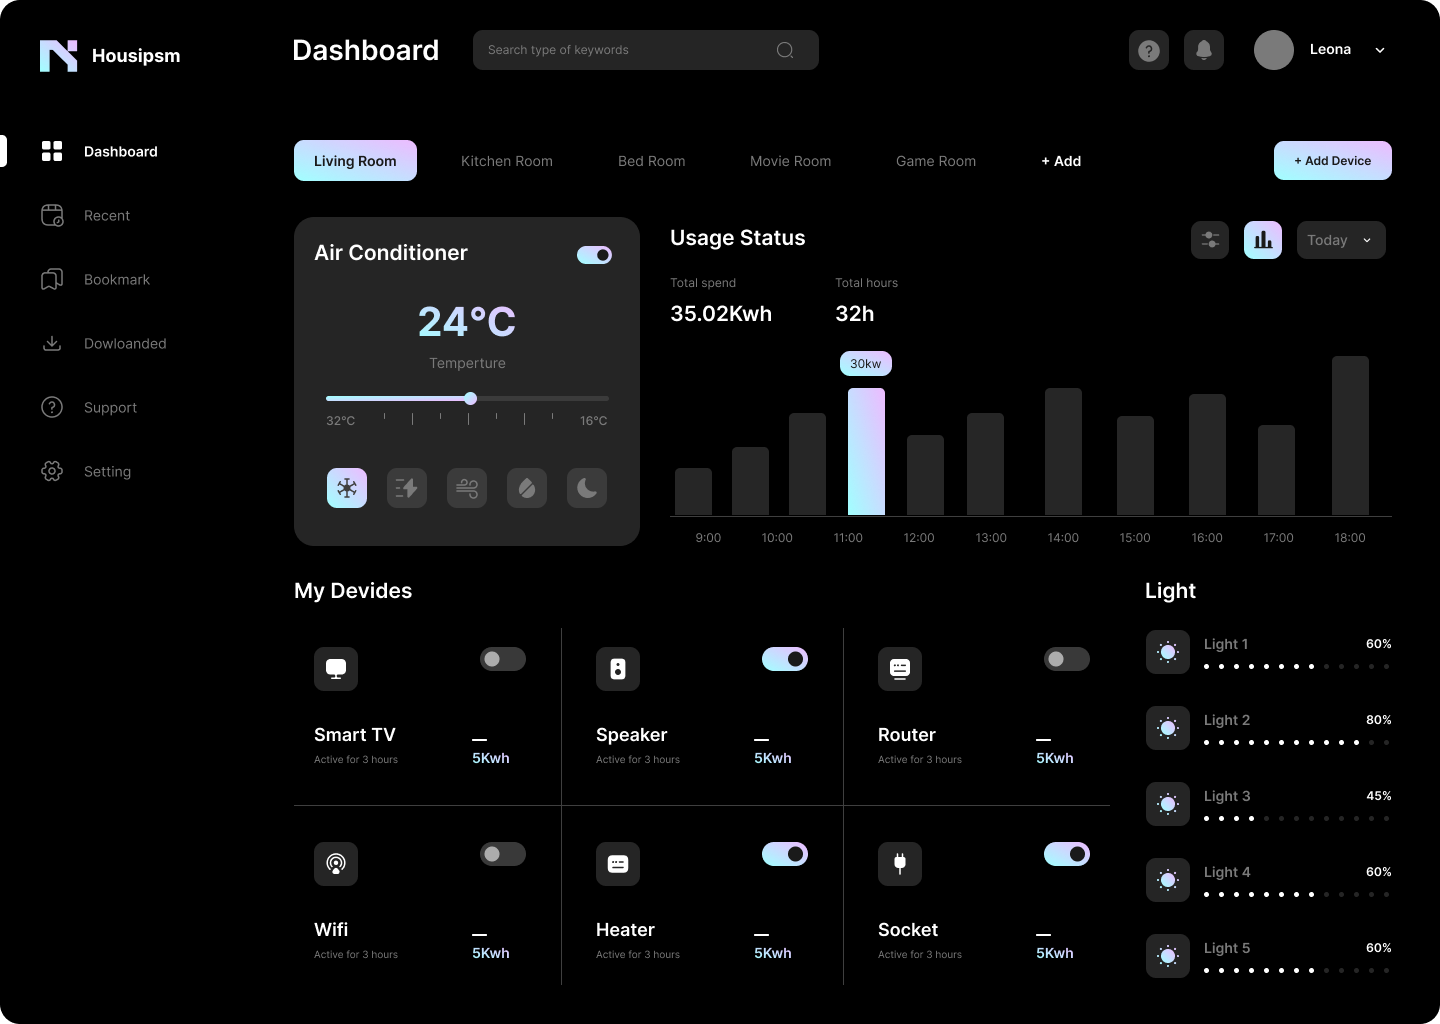 Housipsm
Dashboard
Search type of keywords
Leona
Dashboard
Recent
Bookmark
Dowloanded
Support
Setting
Living Room
Kitchen Room
Bed Room
Movie Room
Game Room
+ Add
+ Add Device
Air Conditioner
24°C
Temperture
32°C
16°C
Usage Status
Today
Total spend
Total hours
35.02Kwh
32h
30kw
9:00
10:00
11:00
12:00
13:00
14:00
15:00
16:00
17:00
18:00
My Devides
Smart TV
Active for 3 hours
5Kwh
Speaker
Active for 3 hours
5Kwh
Router
Active for 3 hours
5Kwh
Wifi
Active for 3 hours
5Kwh
Heater
Active for 3 hours
5Kwh
Socket
Active for 3 hours
5Kwh
Light
Light 1
60%
Light 2
80%
Light 3
45%
Light 4
60%
Light 5
60%